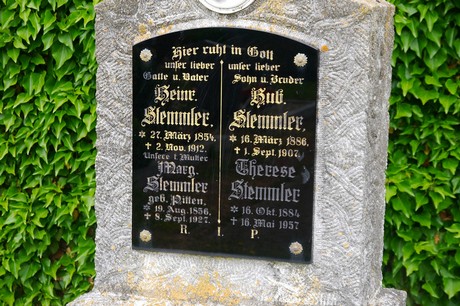 Hier ruht in Gott
unser lieber
Gatte u. Vater
Heinr.
Stemmler.
* 27. März 1854.
† 2. Nov. 1912.
Unsere l. Mutter
Marg.
Stemmler
geb. Pitten,
* 19. Aug. 1856.
† 8. Sept. 1927.
unser lieber
Sohn u. Bruder
Hub.
Stemmler.
* 16. März 1886.
† 1. Sept. 1907.
Therese
Stemmler
* 16. Okt. 1884
† 16. Mai 1957
R. I. P.